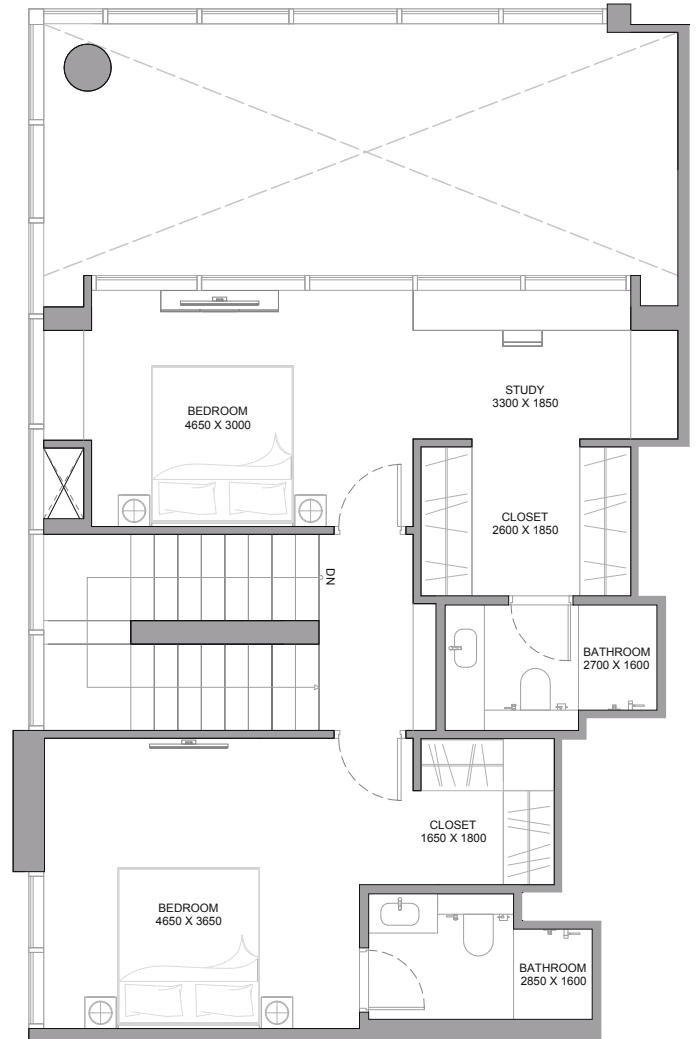 BEDROOM
4650 X 3000
STUDY
3300 X 1850
CLOSET
2600 X 1850
DN
BATHROOM
2700 X 1600
CLOSET
1650 X 1800
BEDROOM
4650 X 3650
BATHROOM
2850 X 1600